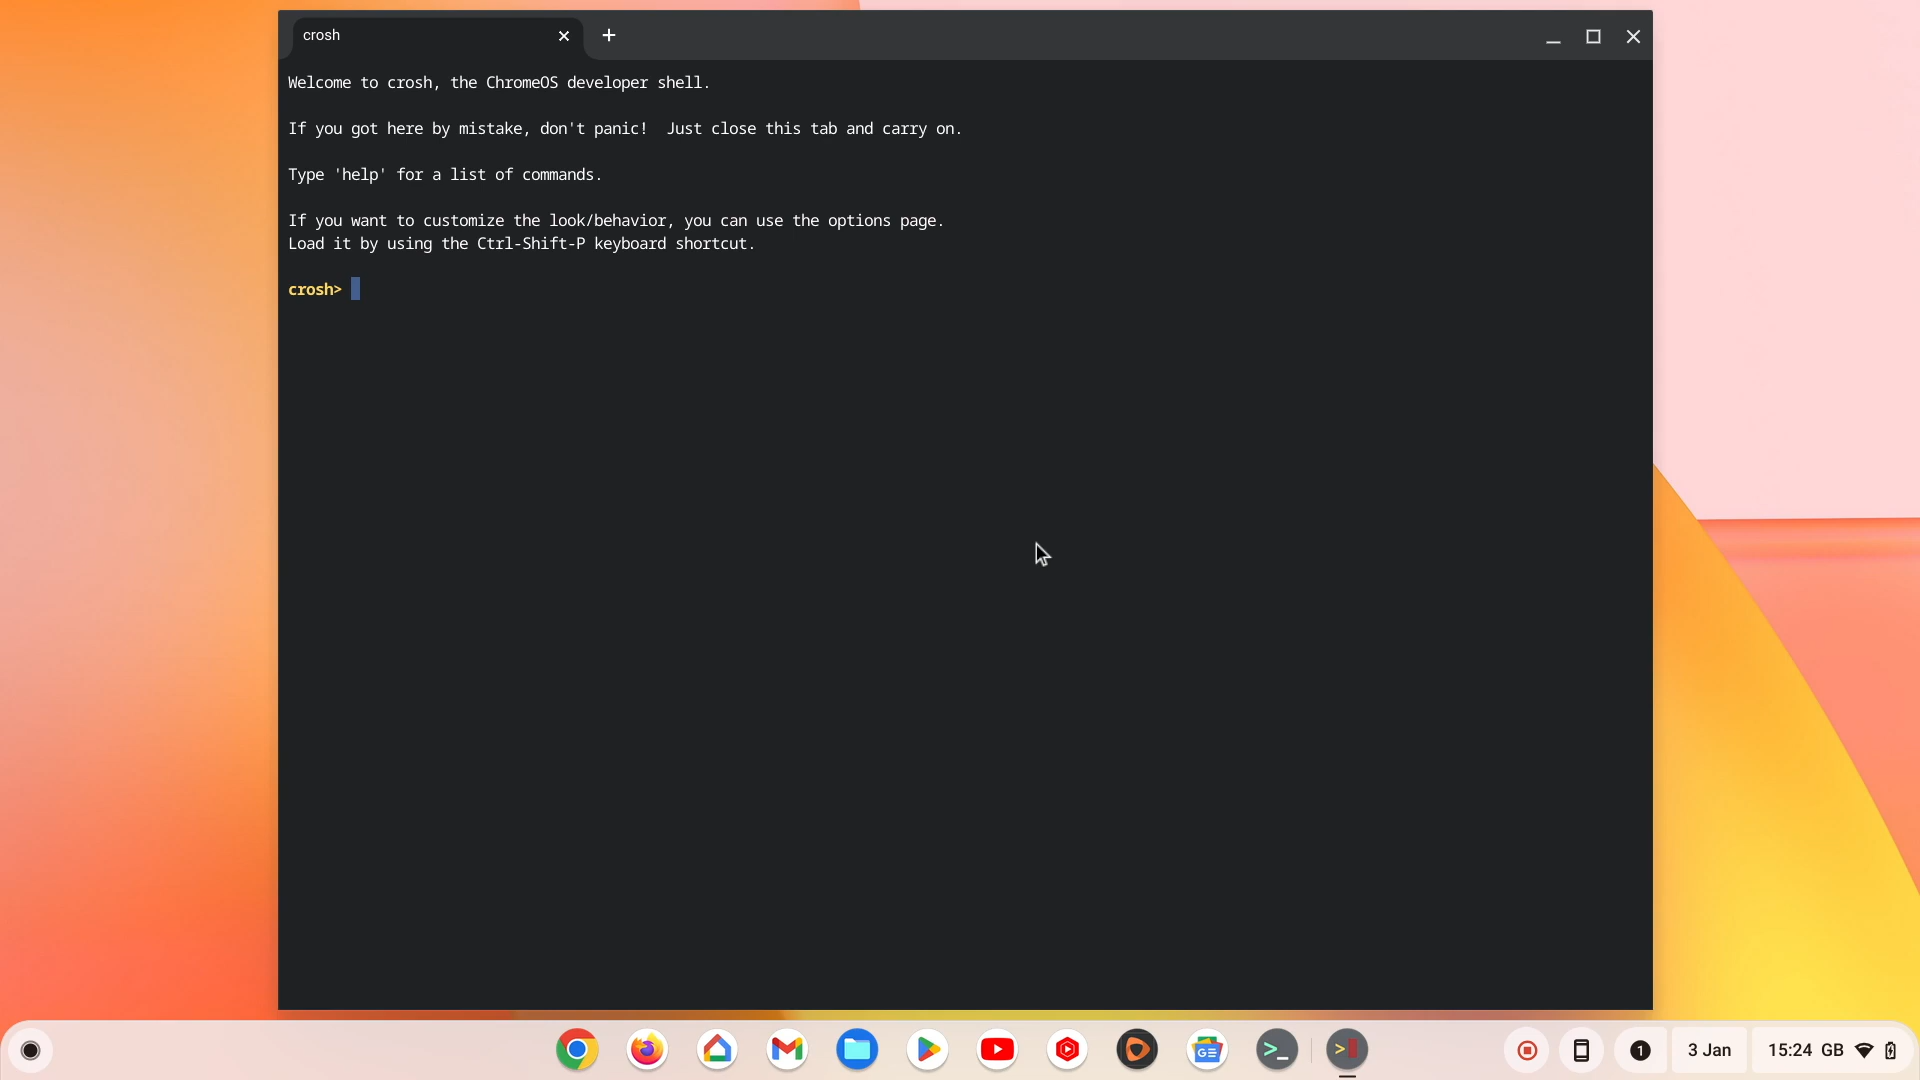 crosh
Welcome to crosh, the ChromeOS developer shell.
If you got here by mistake, don't panic!  Just close this tab and carry on.
Type 'help' for a list of commands.
If you want to customize the look/behavior, you can use the options page.
Load it by using the Ctrl-Shift-P keyboard shortcut.
crosh>
GE
>_
>
1
3 Jan
15:24 GB